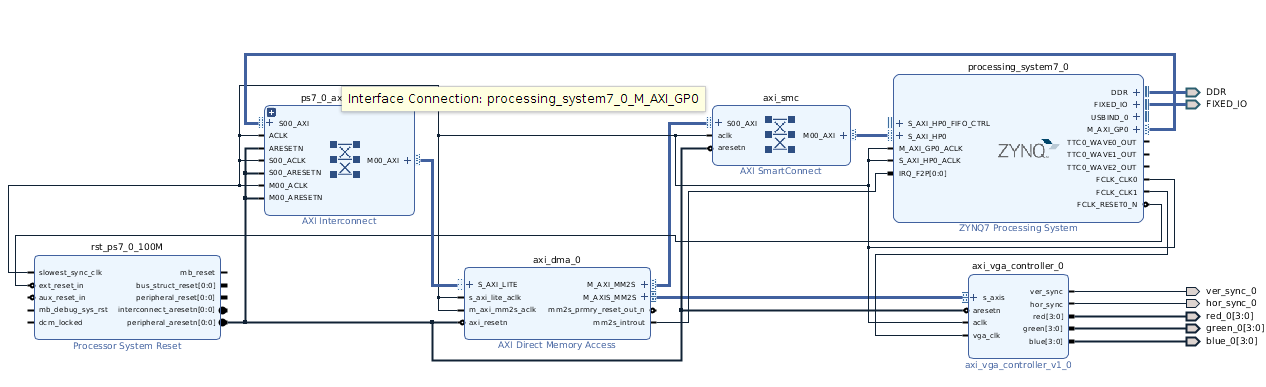 processing_system7_0
DDR
FIXED_IO
USBIND_0
M_AXI_GP0
TTC0_WAVE0_OUT
TTC0_WAVE1_OUT
TTC0_WAVE2_OUT
FCLK_CLK0
FCLK_CLK1
FCLK_RESET0_N
S_AXI_HP0_FIFO_CTRL
S_AXI_HP0
M_AXI_GP0_ACLK
S_AXI_HP0_ACLK
IRQ_F2P[0:0]
ZYNQ
ZYNQ7 Processing System
DDR
FIXED_IO
ps7_0_ax
Interface Connection: processing_system7_0_M_AXI_GP0
S00_AXI
ACLK
ARESETN
S00_ACLK
S00_ARESETN
M00_ACLK
M00_ARESETN
M00_AXI
AXI Interconnect
axi_smc
S00_AXI
aclk
aresetn
M00_AXI
AXI SmartConnect
rst_ps7_0_100M
slowest_sync_clk
ext_reset_in
aux_reset_in
mb_debug_sys_rst
dcm_locked
mb_reset
bus_struct_reset[0:0]
peripheral_reset[0:0]
interconnect_aresetn[0:0]
peripheral_aresetn[0:0]
Processor System Reset
axi_dma_0
S_AXI_LITE
s_axi_lite_aclk
m_axi_mm2s_aclk
axi_resetn
M_AXI_MM2S
M_AXIS_MM2S
mm2s_prmry_reset_out_n
mm2s_introut
AXI Direct Memory Access
axi_vga_controller_0
s_axis
aresetn
aclk
vga_clk
ver_sync
hor_sync
red[3:0]
green[3:0]
blue[3:0]
axi_vga_controller_v1_0
ver_sync_0
hor_sync_0
red_0[3:0]
green_0[3:0]
blue_0[3:0]